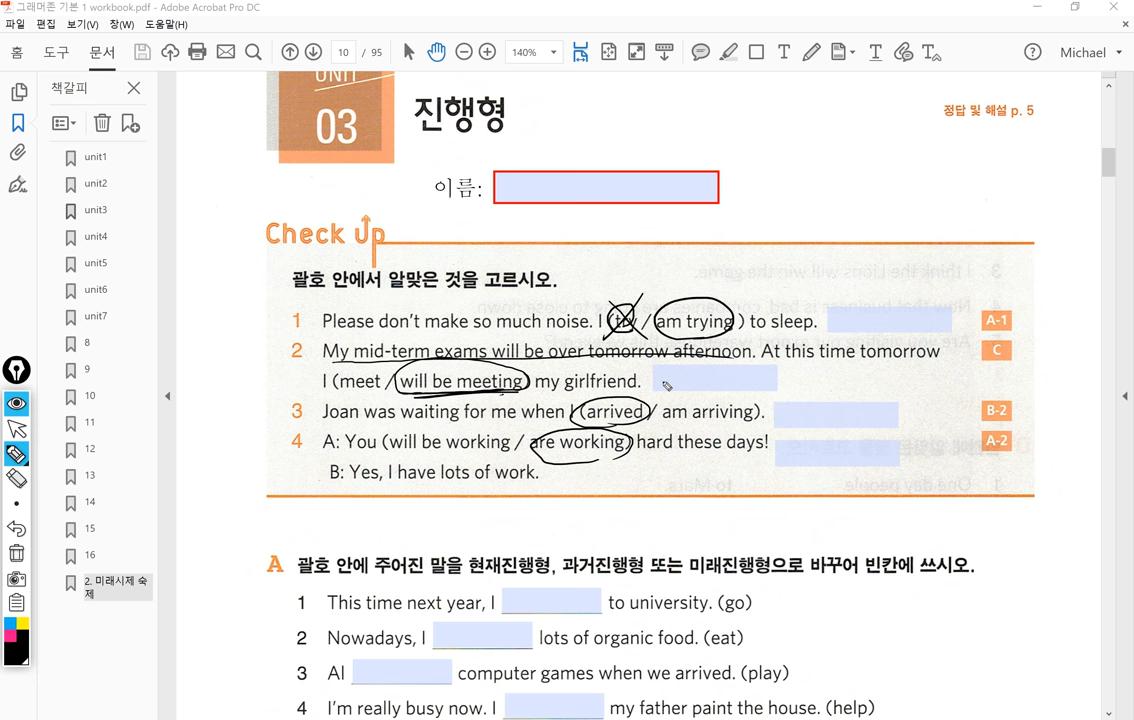 그래머존 기본 1 workbook.pdf - Adobe Acrobat Pro DC
파일 편집 보기(V) 창(W) 도움말(H)
홈 도구 문서 10 / 95 140% Michael
책갈피
unit1
unit2
unit3
unit4
unit5
unit6
unit7
8
9
10
11
12
13
14
15
16
2. 미래시제 숙
제
UNIT
03 진행형
정답 및 해설 p. 5
이름:
Check Up
괄호 안에서 알맞은 것을 고르시오.
1 Please don't make so much noise. I (try / am trying ) to sleep. A-1
2 My mid-term exams will be over tomorrow afternoon. At this time tomorrow C
I (meet / will be meeting) my girlfriend.
3 Joan was waiting for me when I (arrived / am arriving). B-2
4 A: You (will be working / are working) hard these days! A-2
B: Yes, I have lots of work.
A 괄호 안에 주어진 말을 현재진행형, 과거진행형 또는 미래진행형으로 바꾸어 빈칸에 쓰시오.
1 This time next year, I to university. (go)
2 Nowadays, I lots of organic food. (eat)
3 Al computer games when we arrived. (play)
4 I'm really busy now. I my father paint the house. (help)